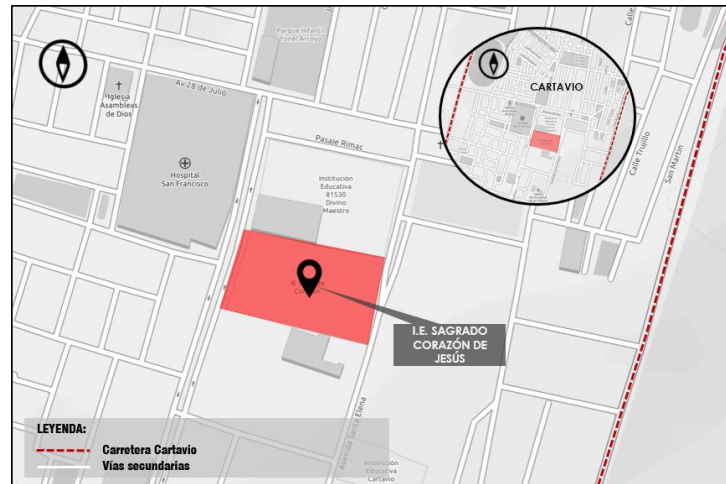 Parque Infantil
Yonel Arroyo
Calle
CARTAVIO
Av 28 de Julio
Iglesia
Asambleas
de Dios
Pasaje Rimac
Hospital
San Francisco
Institución
Educativa
81530
Divino
Maestro
Calle Trujillo
San Martin
I.E. SAGRADO
CORAZÓN DE
JESÚS
Avenida Santa Elena
Institución
Educativa
Cartavio
LEYENDA:
Carretera Cartavio
Vías secundarias